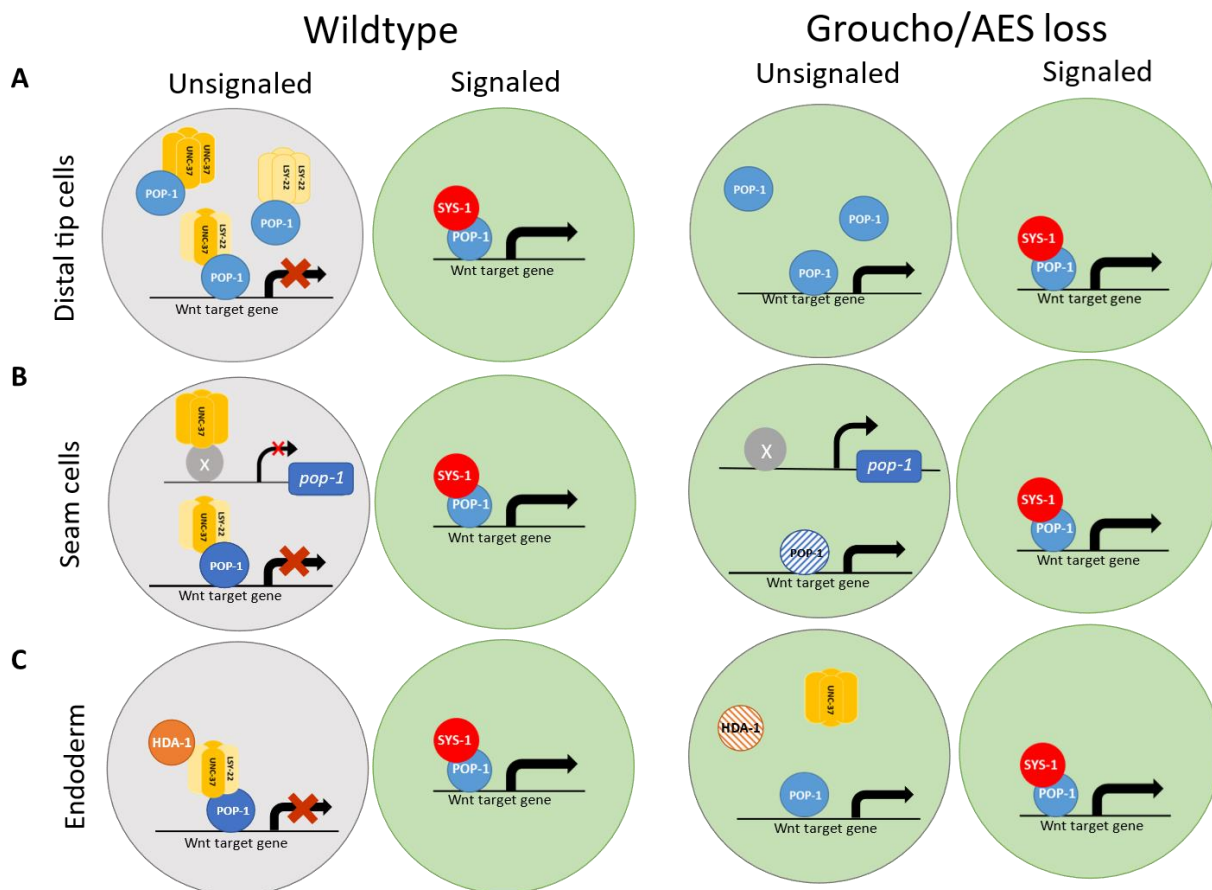 Wildtype
Groucho/AES loss
Unsignaled
Signaled
Unsignaled
Signaled
A
Distal tip cells
UNC-37
UNC-37
POP-1
LSY-22
LSY-22
POP-1
UNC-37
LSY-22
POP-1
Wnt target gene
SYS-1
POP-1
Wnt target gene
POP-1
POP-1
POP-1
Wnt target gene
SYS-1
POP-1
Wnt target gene
B
Seam cells
UNC-37
X
pop-1
UNC-37
LSY-22
POP-1
Wnt target gene
SYS-1
POP-1
Wnt target gene
X
pop-1
POP-1
Wnt target gene
SYS-1
POP-1
Wnt target gene
C
Endoderm
HDA-1
UNC-37
LSY-22
POP-1
Wnt target gene
SYS-1
POP-1
Wnt target gene
HDA-1
UNC-37
POP-1
Wnt target gene
SYS-1
POP-1
Wnt target gene